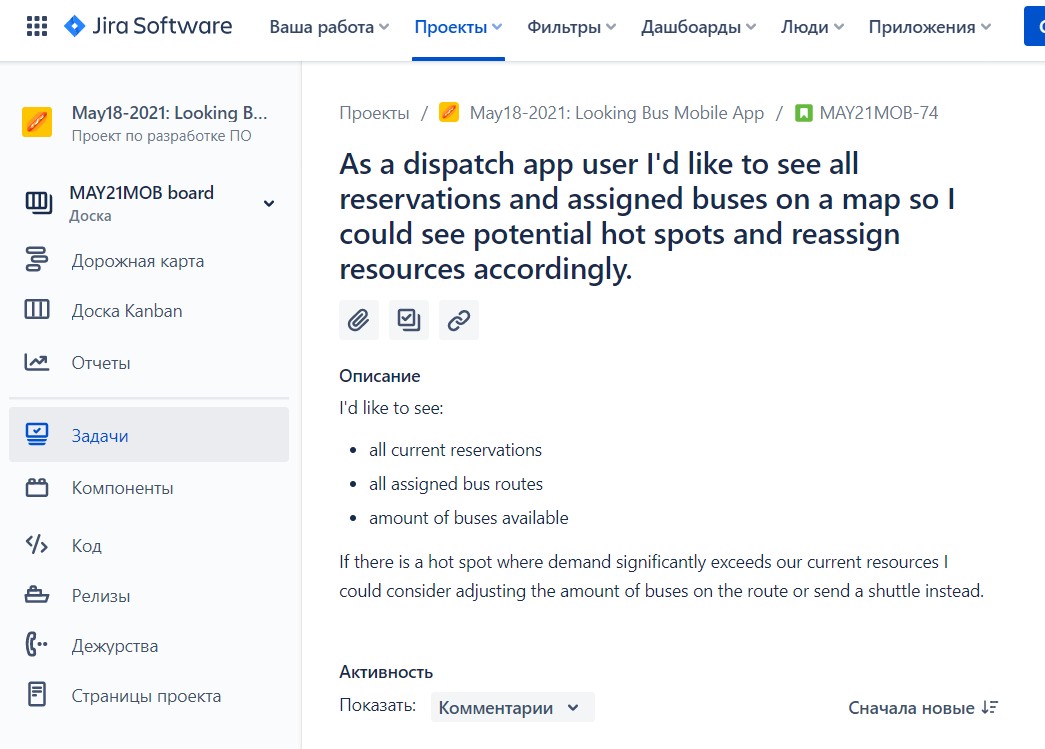 Jira Software
Ваша работа
Проекты
Фильтры
Дашбоарды
Люди
Приложения
May18-2021: Looking B...
Проект по разработке ПО
MAY21MOB board
Доска
Дорожная карта
Доска Kanban
Отчеты
Задачи
Компоненты
Код
Релизы
Дежурства
Страницы проекта
Проекты / May18-2021: Looking Bus Mobile App / MAY21MOB-74
As a dispatch app user I'd like to see all
reservations and assigned buses on a map so I
could see potential hot spots and reassign
resources accordingly.
Описание
I'd like to see:
• all current reservations
• all assigned bus routes
• amount of buses available
If there is a hot spot where demand significantly exceeds our current resources I
could consider adjusting the amount of buses on the route or send a shuttle instead.
Активность
Показать:
Комментарии
Сначала новые